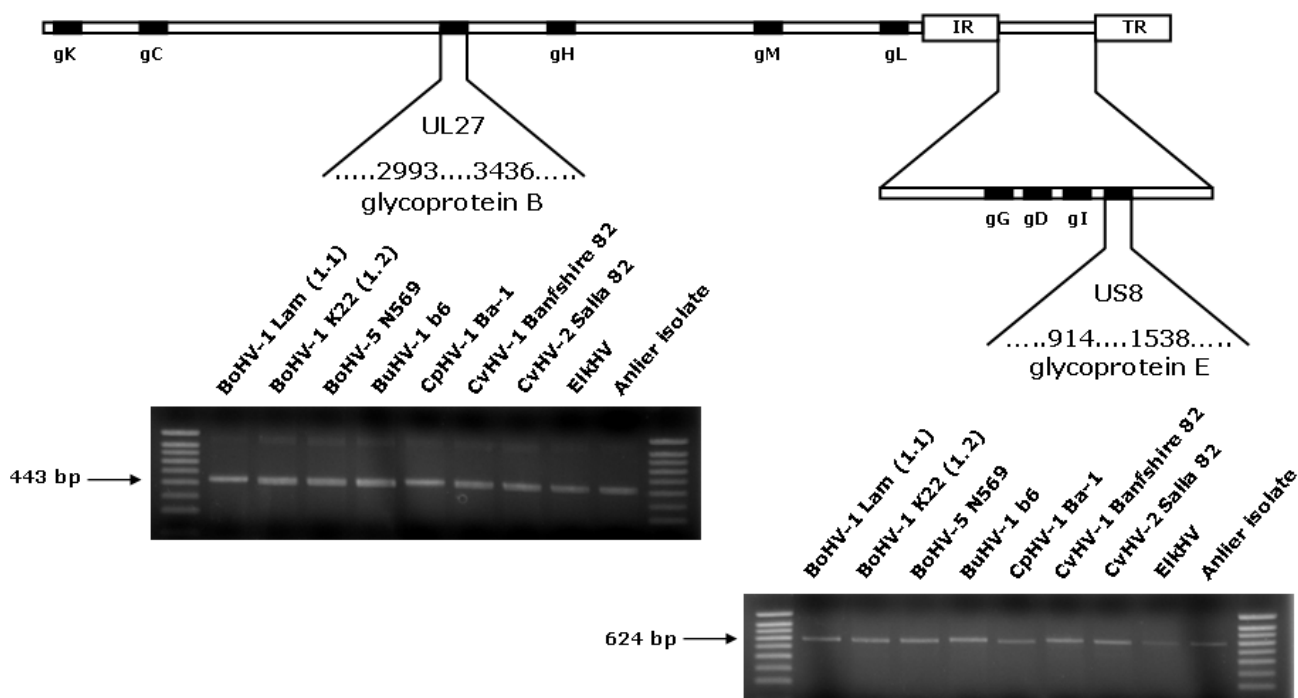 IR
TR
gK
gC
gH
gM
gL
UL27
.....2993....3436.....
glycoprotein B
gG
gD
gI
US8
.....914....1538.....
glycoprotein E
BoHV-1 Lam (1.1)
BoHV-1 K22 (1.2)
BoHV-5 N569
BuHV-1 b6
CpHV-1 Ba-1
CvHV-1 Banfshire 82
CvHV-2 Salla 82
ElkHV
Anlier isolate
443 bp
BoHV-1 Lam (1.1)
BoHV-1 K22 (1.2)
BoHV-5 N569
BuHV-1 b6
CpHV-1 Ba-1
CvHV-1 Banfshire 82
CvHV-2 Salla 82
ElkHV
Anlier isolate
624 bp